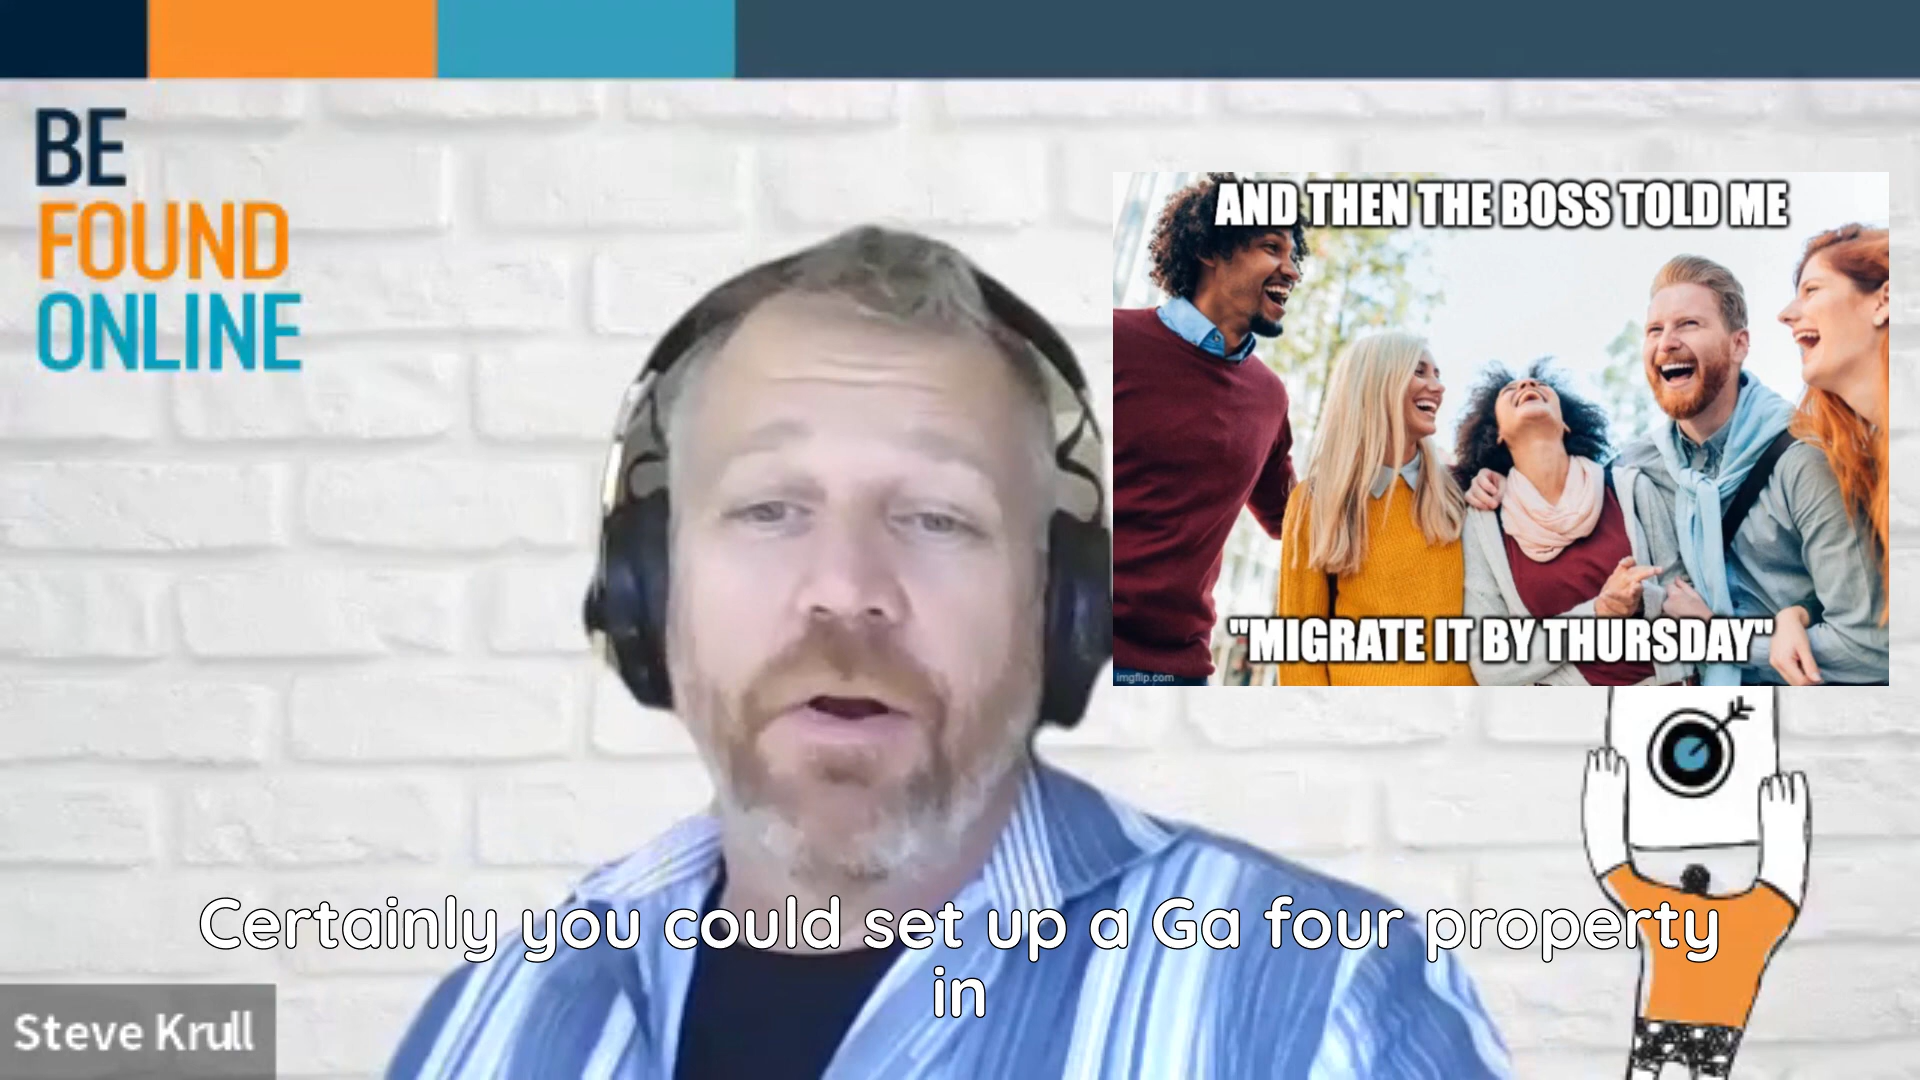 BE
FOUND
ONLINE
AND THEN THE BOSS TOLD ME
"MIGRATE IT BY THURSDAY"
imgflip.com
Certainly you could set up a Ga four property
in
Steve Krull